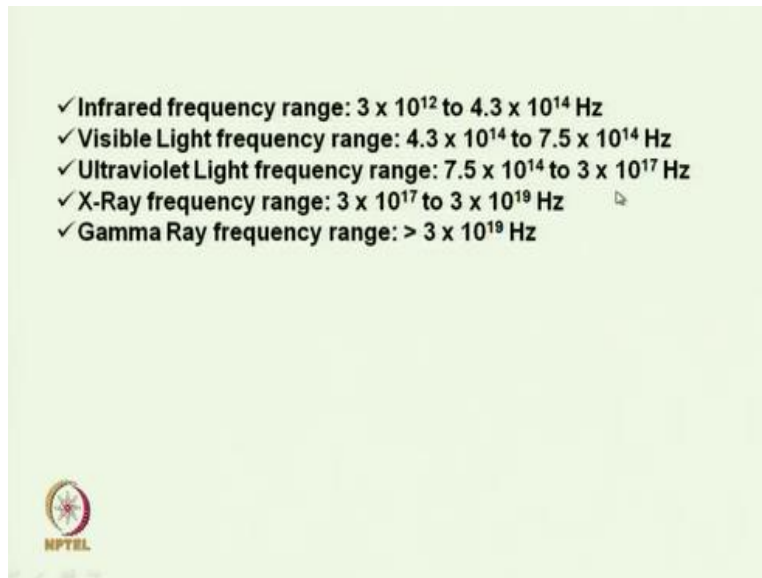 ✓Infrared frequency range: 3 x 10¹² to 4.3 x 10¹⁴ Hz
✓Visible Light frequency range: 4.3 x 10¹⁴ to 7.5 x 10¹⁴ Hz
✓Ultraviolet Light frequency range: 7.5 x 10¹⁴ to 3 x 10¹⁷ Hz
✓X-Ray frequency range: 3 x 10¹⁷ to 3 x 10¹⁹ Hz
✓Gamma Ray frequency range: > 3 x 10¹⁹ Hz
NPTEL